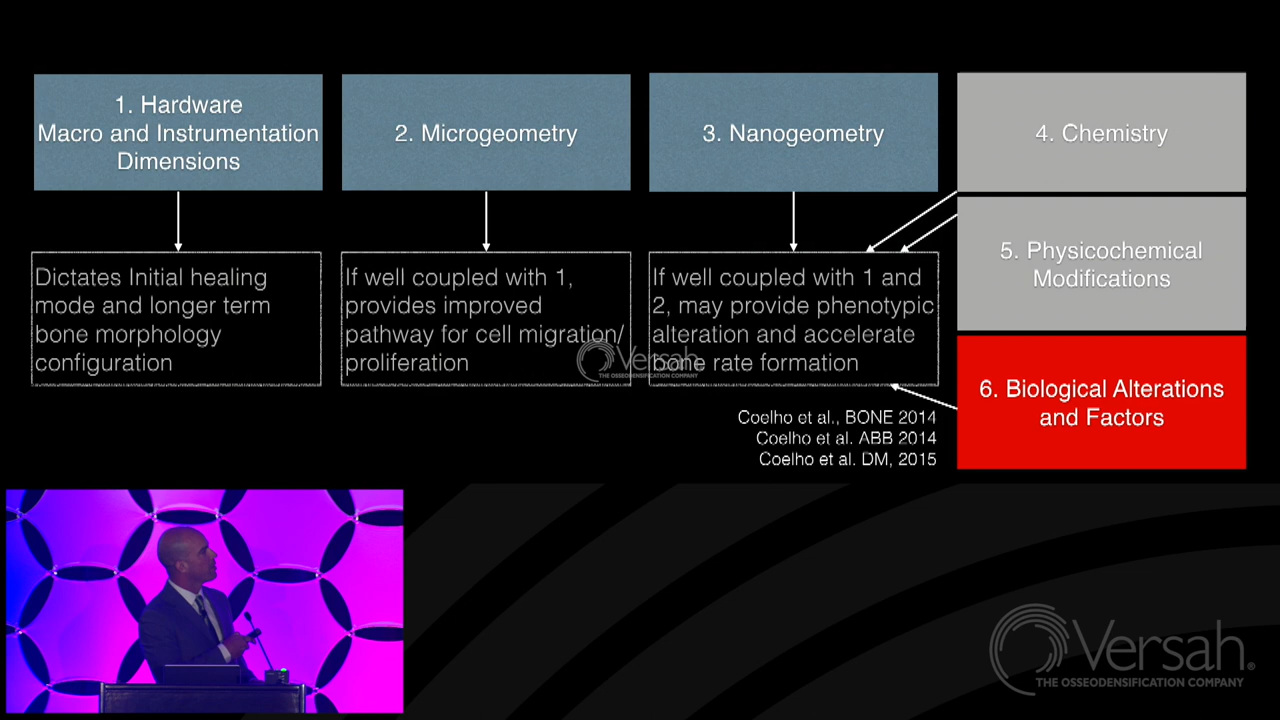 1. Hardware
Macro and Instrumentation
Dimensions
2. Microgeometry
3. Nanogeometry
4. Chemistry
5. Physicochemical
Modifications
6. Biological Alterations
and Factors
Dictates Initial healing
mode and longer term
bone morphology
configuration
If well coupled with 1,
provides improved
pathway for cell migration/
proliferation
If well coupled with 1 and
2, may provide phenotypic
alteration and accelerate
bone rate formation
Versah
THE OSSEODENSIFICATION COMPANY
Coelho et al., BONE 2014
Coelho et al. ABB 2014
Coelho et al. DM, 2015
Versah®
THE OSSEODENSIFICATION COMPANY